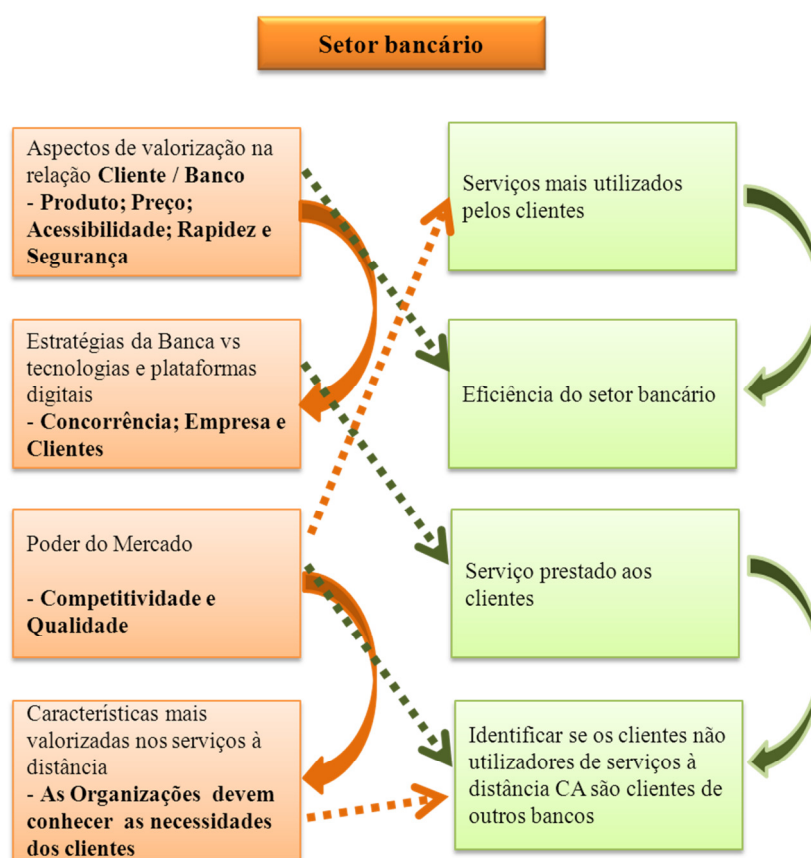 Setor bancário
Aspectos de valorização na
relação Cliente / Banco
- Produto; Preço;
Acessibilidade; Rapidez e
Segurança
Estratégias da Banca vs
tecnologias e plataformas
digitais
- Concorrência; Empresa e
Clientes
Poder do Mercado
- Competitividade e
Qualidade
Características mais
valorizadas nos serviços à
distância
- As Organizações devem
conhecer as necessidades
dos clientes
Serviços mais utilizados
pelos clientes
Eficiência do setor bancário
Serviço prestado aos
clientes
Identificar se os clientes não
utilizadores de serviços à
distância CA são clientes de
outros bancos